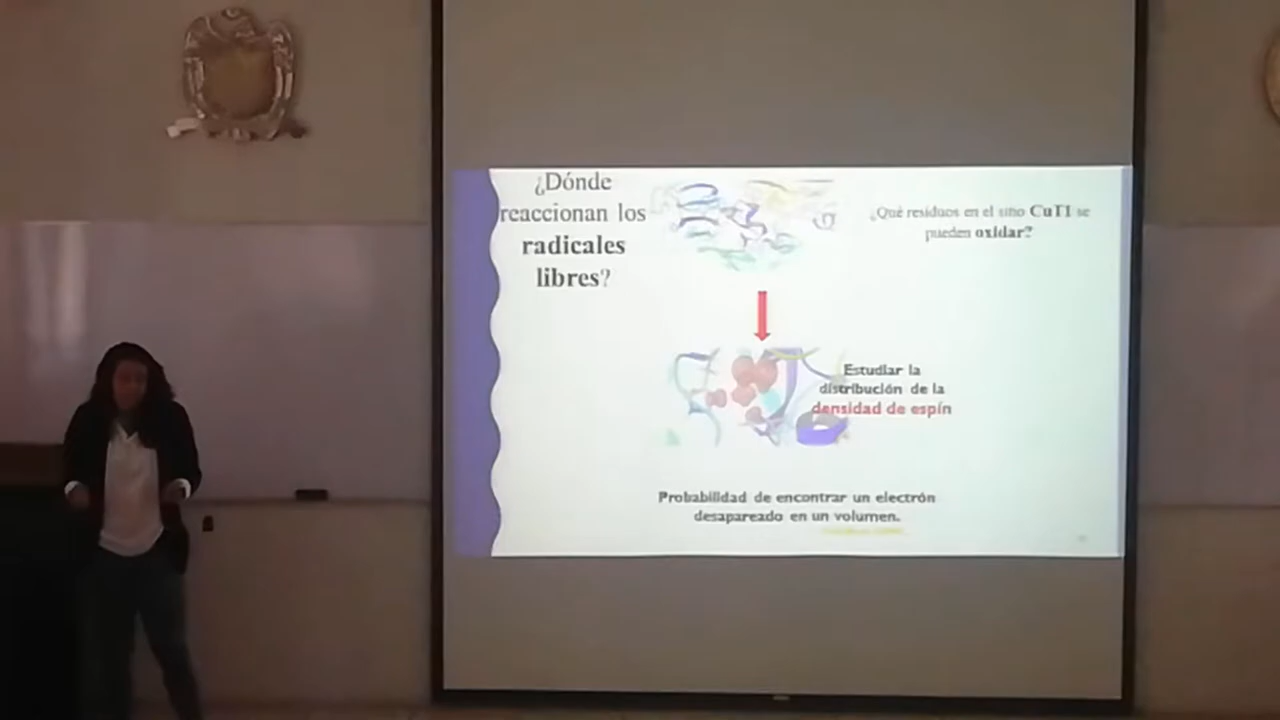 ¿Dónde
reaccionan los
radicales
libres?
¿Qué residuos en el sitio CuT1 se
pueden oxidar?
Estudiar la
distribución de la
densidad de espín
Probabilidad de encontrar un electrón
desapareado en un volumen.